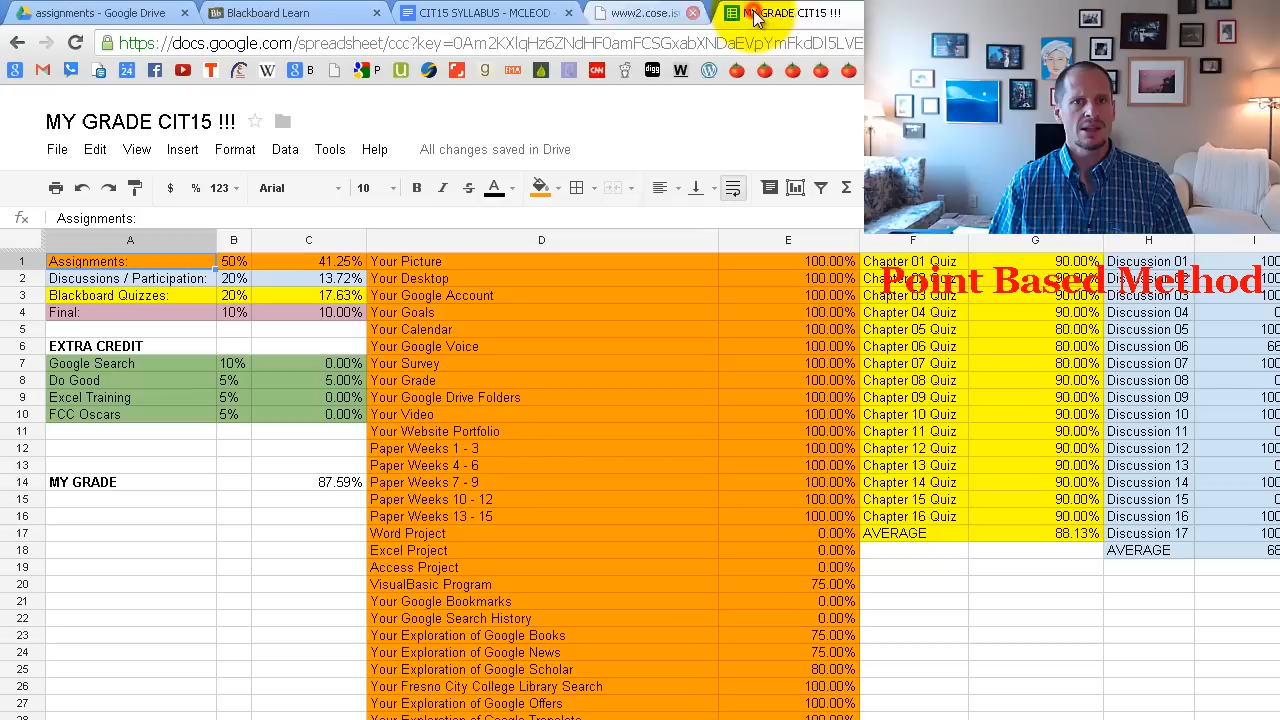 assignments - Google Drive × Blackboard Learn × CIT15 SYLLABUS - MCLEOD × MY GRADE CIT15 !!!
MY GRADE CIT15 !!!
File Edit View Insert Format Data Tools Help All changes saved in Drive
$ % 123 Arial 10 B I S A Σ
fx Assignments:
A B C D E F G H I
1 Assignments: 50% 41.25% Your Picture 100.00% Chapter 01 Quiz 90.00% Discussion 01 100
Point Based Method
2 Discussions / Participation: 20% 13.72% Your Desktop 100.00%
3 Blackboard Quizzes: 20% 17.63% Your Google Account 100.00% Chapter 03 Quiz 90.00% Discussion 03 100
4 Final: 10% 10.00% Your Goals 100.00% Chapter 04 Quiz 90.00% Discussion 04 0
5 Your Calendar 100.00% Chapter 05 Quiz 80.00% Discussion 05 100
6 EXTRA CREDIT Your Google Voice 100.00% Chapter 06 Quiz 80.00% Discussion 06 66
7 Google Search 10% 0.00% Your Survey 100.00% Chapter 07 Quiz 80.00% Discussion 07 100
8 Do Good 5% 5.00% Your Grade 100.00% Chapter 08 Quiz 90.00% Discussion 08 0
9 Excel Training 5% 0.00% Your Google Drive Folders 100.00% Chapter 09 Quiz 90.00% Discussion 09 100
10 FCC Oscars 5% 0.00% Your Video 100.00% Chapter 10 Quiz 90.00% Discussion 10 100
11 Your Website Portfolio 100.00% Chapter 11 Quiz 90.00% Discussion 11 0
12 Paper Weeks 1 - 3 100.00% Chapter 12 Quiz 90.00% Discussion 12 100
13 Paper Weeks 4 - 6 100.00% Chapter 13 Quiz 90.00% Discussion 13 0
14 MY GRADE 87.59% Paper Weeks 7 - 9 100.00% Chapter 14 Quiz 90.00% Discussion 14 100
15 Paper Weeks 10 - 12 100.00% Chapter 15 Quiz 90.00% Discussion 15 0
16 Paper Weeks 13 - 15 100.00% Chapter 16 Quiz 90.00% Discussion 16 100
17 Word Project 0.00% AVERAGE 88.13% Discussion 17 100
18 Excel Project 0.00% AVERAGE 68
19 Access Project 0.00%
20 VisualBasic Program 75.00%
21 Your Google Bookmarks 0.00%
22 Your Google Search History 0.00%
23 Your Exploration of Google Books 75.00%
24 Your Exploration of Google News 75.00%
25 Your Exploration of Google Scholar 80.00%
26 Your Fresno City College Library Search 100.00%
27 Your Exploration of Google Offers 100.00%
28 Your Exploration of Google Translate 100.00%